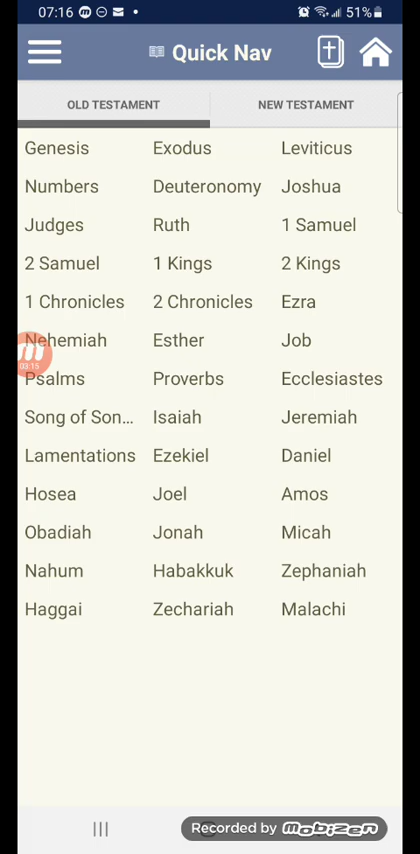 07:16 51%
Quick Nav
OLD TESTAMENT NEW TESTAMENT
Genesis Exodus Leviticus
Numbers Deuteronomy Joshua
Judges Ruth 1 Samuel
2 Samuel 1 Kings 2 Kings
1 Chronicles 2 Chronicles Ezra
Nehemiah Esther Job
03:15
Psalms Proverbs Ecclesiastes
Song of Son... Isaiah Jeremiah
Lamentations Ezekiel Daniel
Hosea Joel Amos
Obadiah Jonah Micah
Nahum Habakkuk Zephaniah
Haggai Zechariah Malachi
Recorded by mobizen